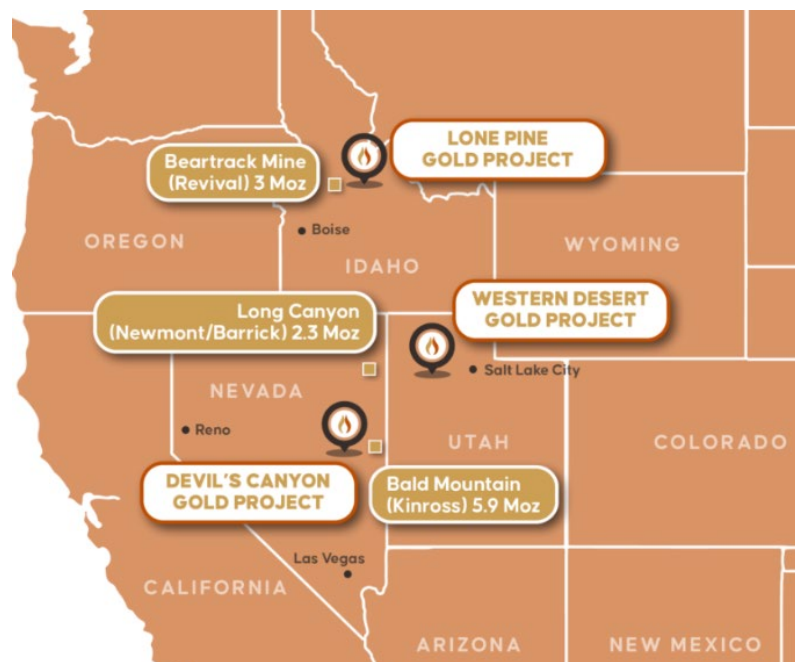 LONE PINE
GOLD PROJECT
Beartrack Mine
(Revival) 3 Moz
OREGON
Boise
IDAHO
WYOMING
WESTERN DESERT
GOLD PROJECT
Long Canyon
(Newmont/Barrick) 2.3 Moz
Salt Lake City
NEVADA
Reno
UTAH
COLORADO
DEVIL'S CANYON
GOLD PROJECT
Bald Mountain
(Kinross) 5.9 Moz
Las Vegas
CALIFORNIA
ARIZONA
NEW MEXICO